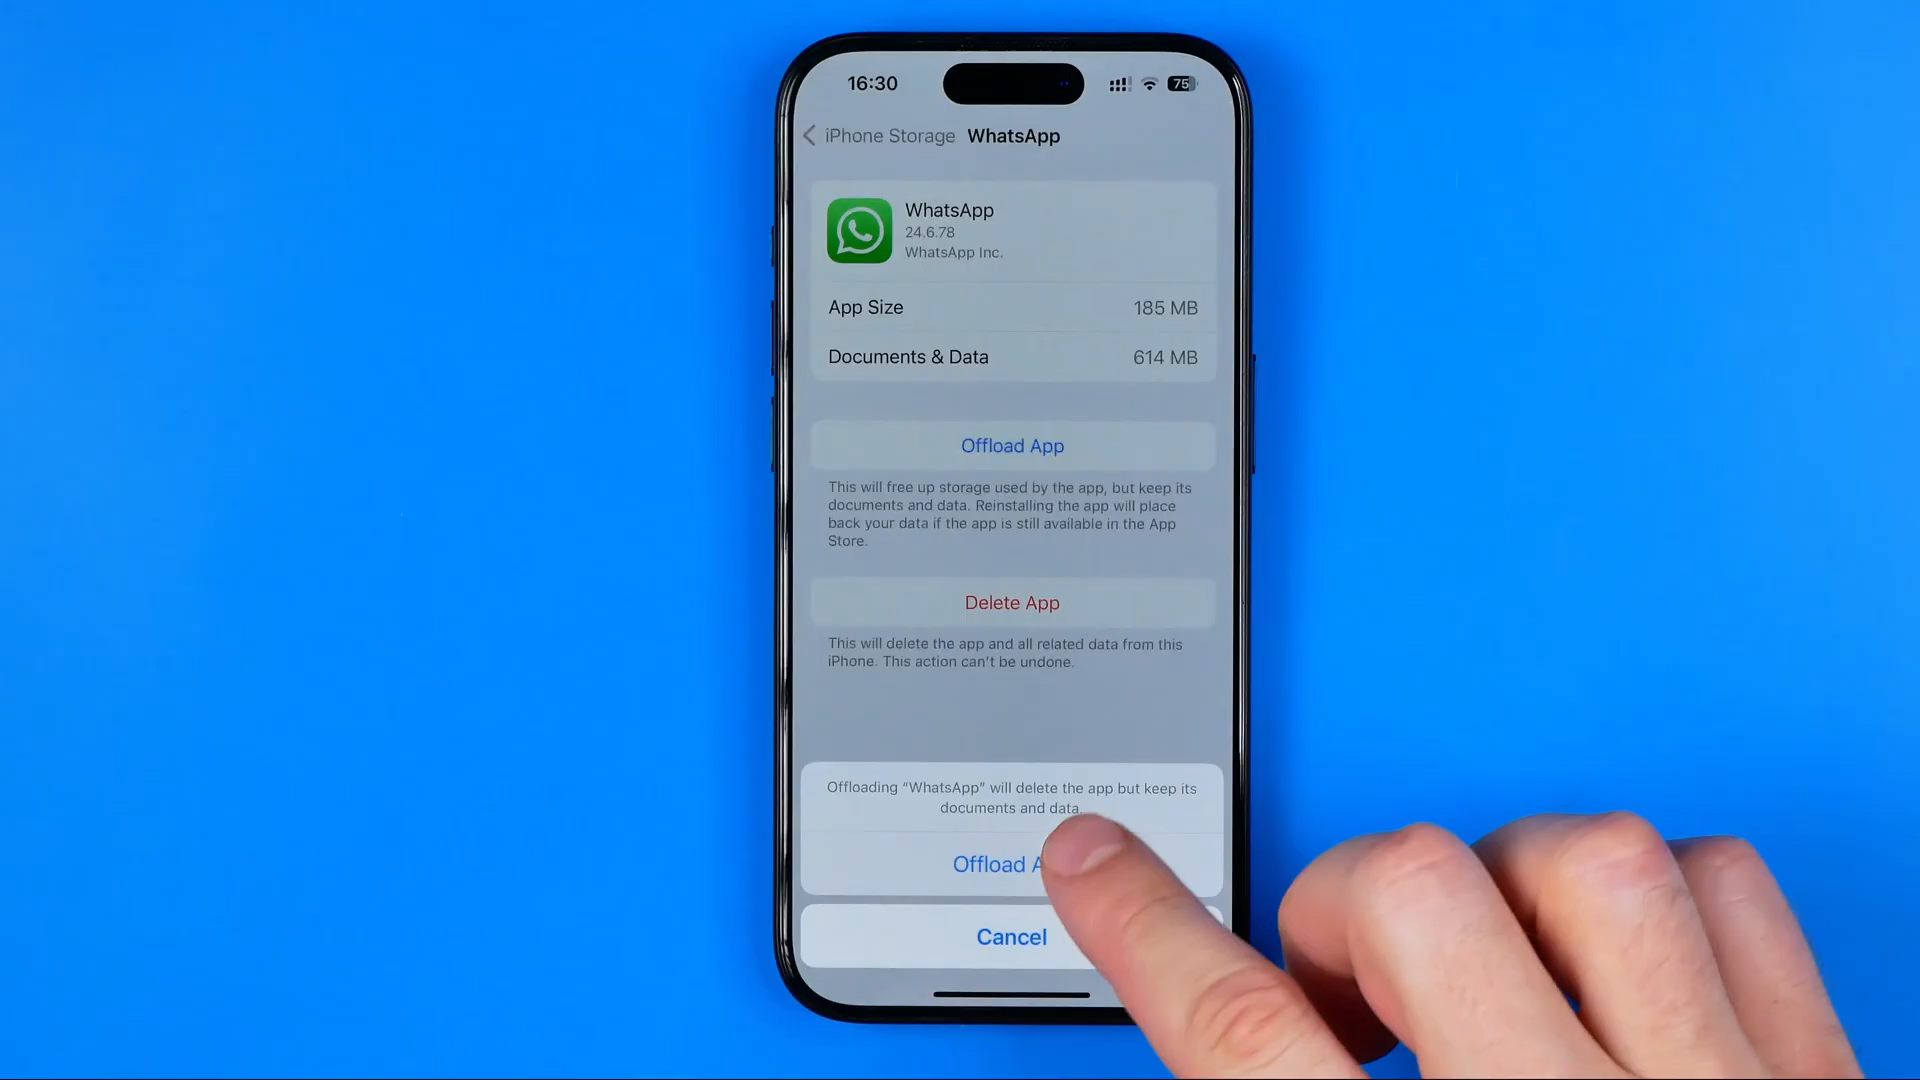 16:30
75
iPhone Storage WhatsApp
WhatsApp
24.6.78
WhatsApp Inc.
App Size 185 MB
Documents & Data 614 MB
Offload App
This will free up storage used by the app, but keep its
documents and data. Reinstalling the app will place
back your data if the app is still available in the App
Store.
Delete App
This will delete the app and all related data from this
iPhone. This action can't be undone.
Offloading “WhatsApp” will delete the app but keep its
documents and data.
Offload
Cancel